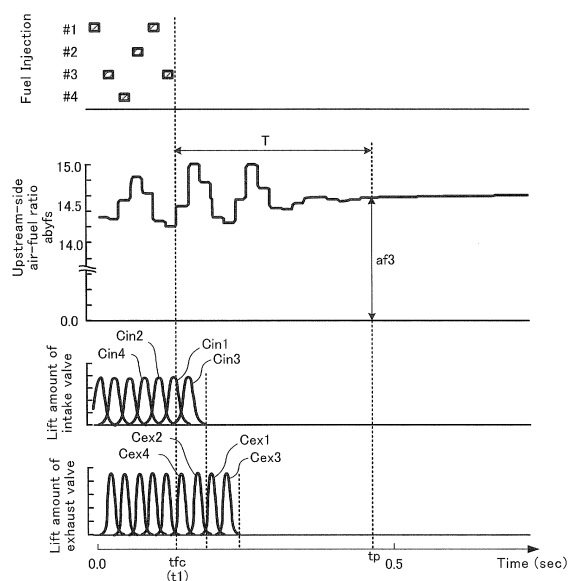 Fuel Injection
#1
#2
#3
#4
T
Upstream-side
air-fuel ratio
abyfs
15.0
14.5
14.0
0.0
af3
Lift amount of
intake valve
Cin2
Cin4
Cin1
Cin3
Lift amount of
exhaust valve
Cex2
Cex4
Cex1
Cex3
0.0
tfc
(t1)
tp
0.5
Time (sec)